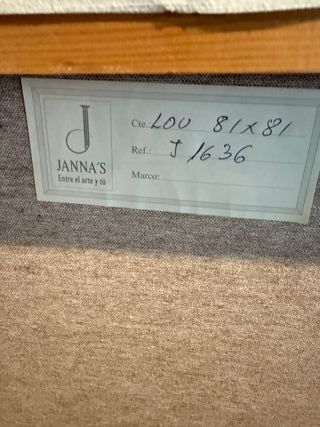 J
JANNA'S
Entre el arte y tú
Cte. LOU 81x81
Ref.: J 1636
Marco: